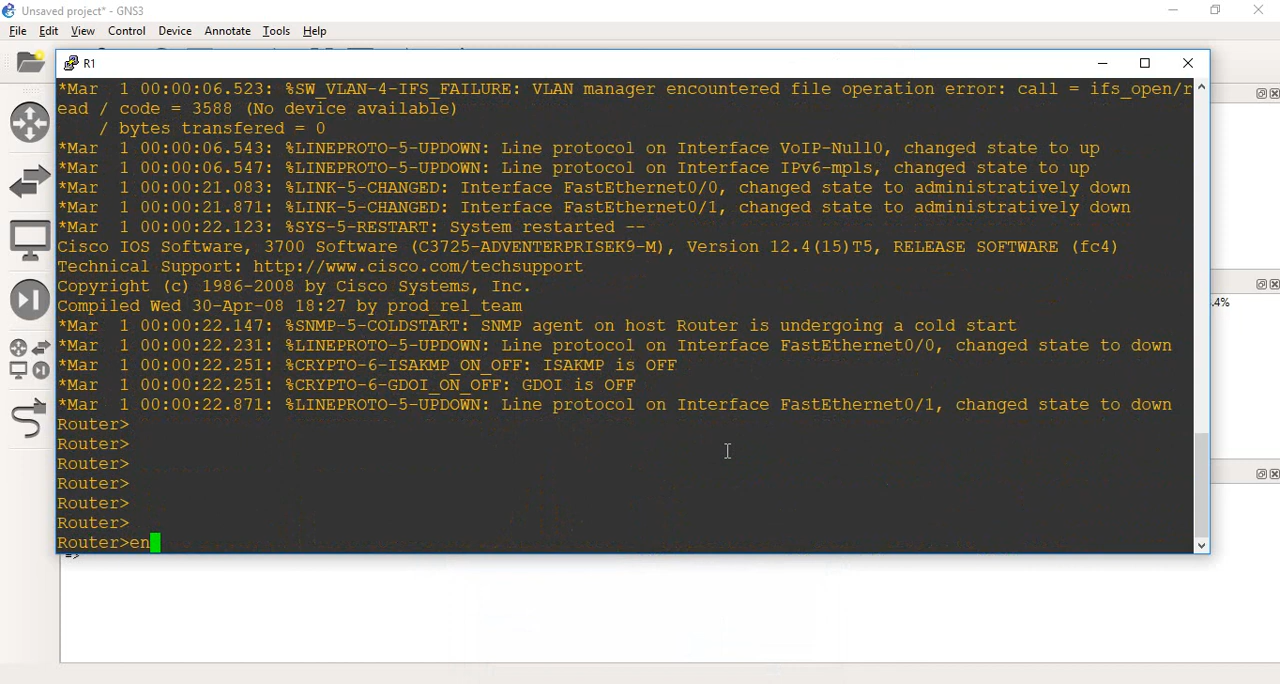 Unsaved project* - GNS3
File Edit View Control Device Annotate Tools Help
R1
*Mar  1 00:00:06.523: %SW_VLAN-4-IFS_FAILURE: VLAN manager encountered file operation error: call = ifs_open/r
ead / code = 3588 (No device available)
/ bytes transfered = 0
*Mar  1 00:00:06.543: %LINEPROTO-5-UPDOWN: Line protocol on Interface VoIP-Null0, changed state to up
*Mar  1 00:00:06.547: %LINEPROTO-5-UPDOWN: Line protocol on Interface IPv6-mpls, changed state to up
*Mar  1 00:00:21.083: %LINK-5-CHANGED: Interface FastEthernet0/0, changed state to administratively down
*Mar  1 00:00:21.871: %LINK-5-CHANGED: Interface FastEthernet0/1, changed state to administratively down
*Mar  1 00:00:22.123: %SYS-5-RESTART: System restarted --
Cisco IOS Software, 3700 Software (C3725-ADVENTERPRISEK9-M), Version 12.4(15)T5, RELEASE SOFTWARE (fc4)
Technical Support: http://www.cisco.com/techsupport
Copyright (c) 1986-2008 by Cisco Systems, Inc.
Compiled Wed 30-Apr-08 18:27 by prod_rel_team
*Mar  1 00:00:22.147: %SNMP-5-COLDSTART: SNMP agent on host Router is undergoing a cold start
*Mar  1 00:00:22.231: %LINEPROTO-5-UPDOWN: Line protocol on Interface FastEthernet0/0, changed state to down
*Mar  1 00:00:22.251: %CRYPTO-6-ISAKMP_ON_OFF: ISAKMP is OFF
*Mar  1 00:00:22.251: %CRYPTO-6-GDOI_ON_OFF: GDOI is OFF
*Mar  1 00:00:22.871: %LINEPROTO-5-UPDOWN: Line protocol on Interface FastEthernet0/1, changed state to down
Router>
Router>
Router>
Router>
Router>
Router>
Router>en
=>
.4%